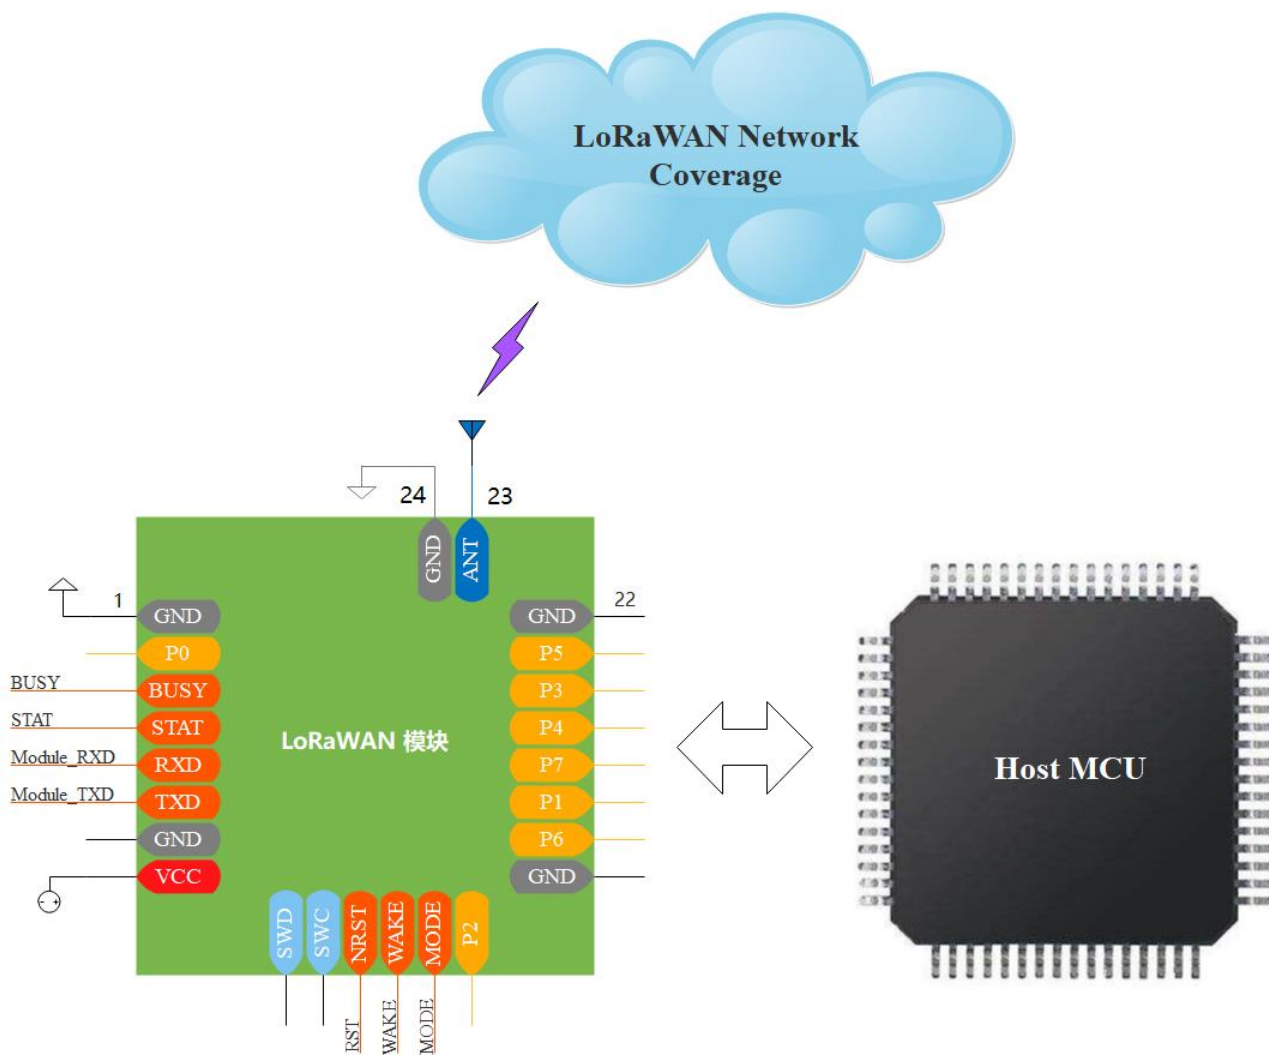 LoRaWAN Network
Coverage
24
23
GND
ANT
1
GND
P0
BUSY
BUSY
STAT
STAT
Module_RXD
RXD
Module_TXD
TXD
GND
VCC
LoRaWAN 模块
22
GND
P5
P3
P4
P7
P1
P6
GND
SWD
SWC
NRST
WAKE
MODE
P2
RST
WAKE
MODE
Host MCU